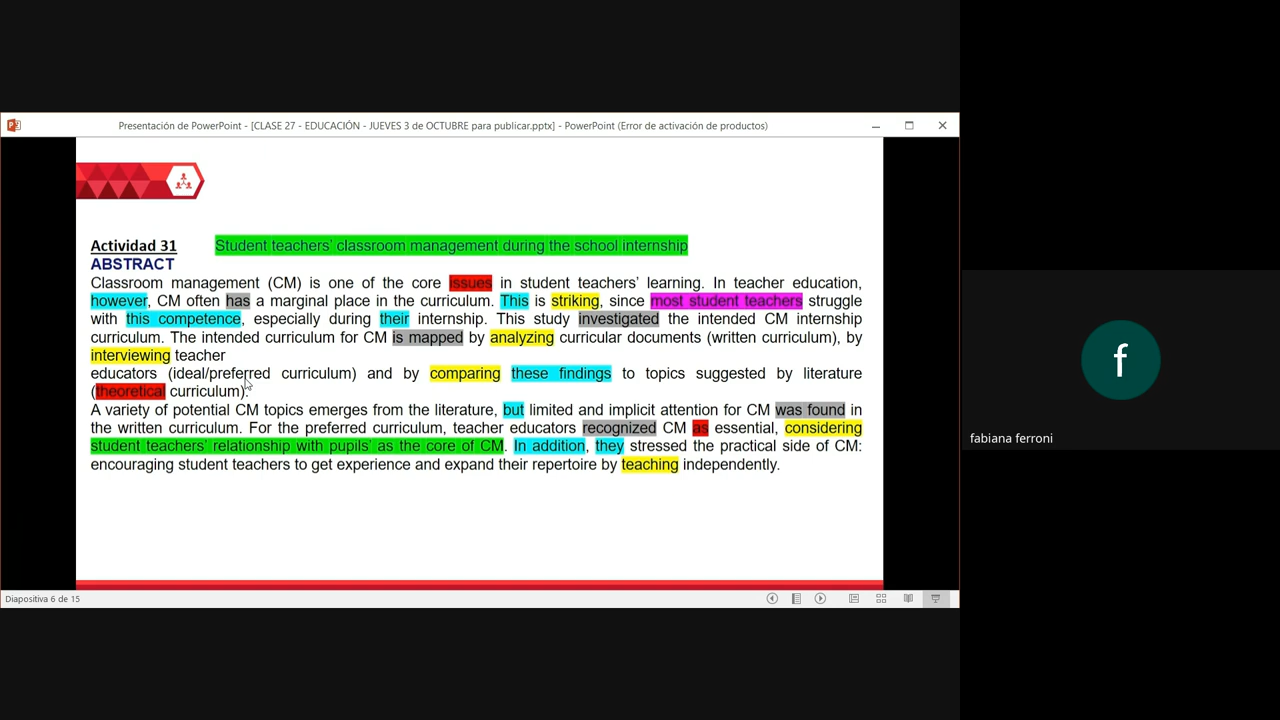 Presentación de PowerPoint - [CLASE 27 - EDUCACIÓN - JUEVES 3 de OCTUBRE para publicar.pptx] - PowerPoint (Error de activación de productos)
Actividad 31 Student teachers' classroom management during the school internship
ABSTRACT
Classroom management (CM) is one of the core issues in student teachers' learning. In teacher education,
however, CM often has a marginal place in the curriculum. This is striking, since most student teachers struggle
with this competence, especially during their internship. This study investigated the intended CM internship
curriculum. The intended curriculum for CM is mapped by analyzing curricular documents (written curriculum), by
interviewing teacher
educators (ideal/preferred curriculum) and by comparing these findings to topics suggested by literature
(theoretical curriculum).
A variety of potential CM topics emerges from the literature, but limited and implicit attention for CM was found in
the written curriculum. For the preferred curriculum, teacher educators recognized CM as essential, considering
student teachers' relationship with pupils' as the core of CM. In addition, they stressed the practical side of CM:
encouraging student teachers to get experience and expand their repertoire by teaching independently.
Diapositiva 6 de 15
f
fabiana ferroni